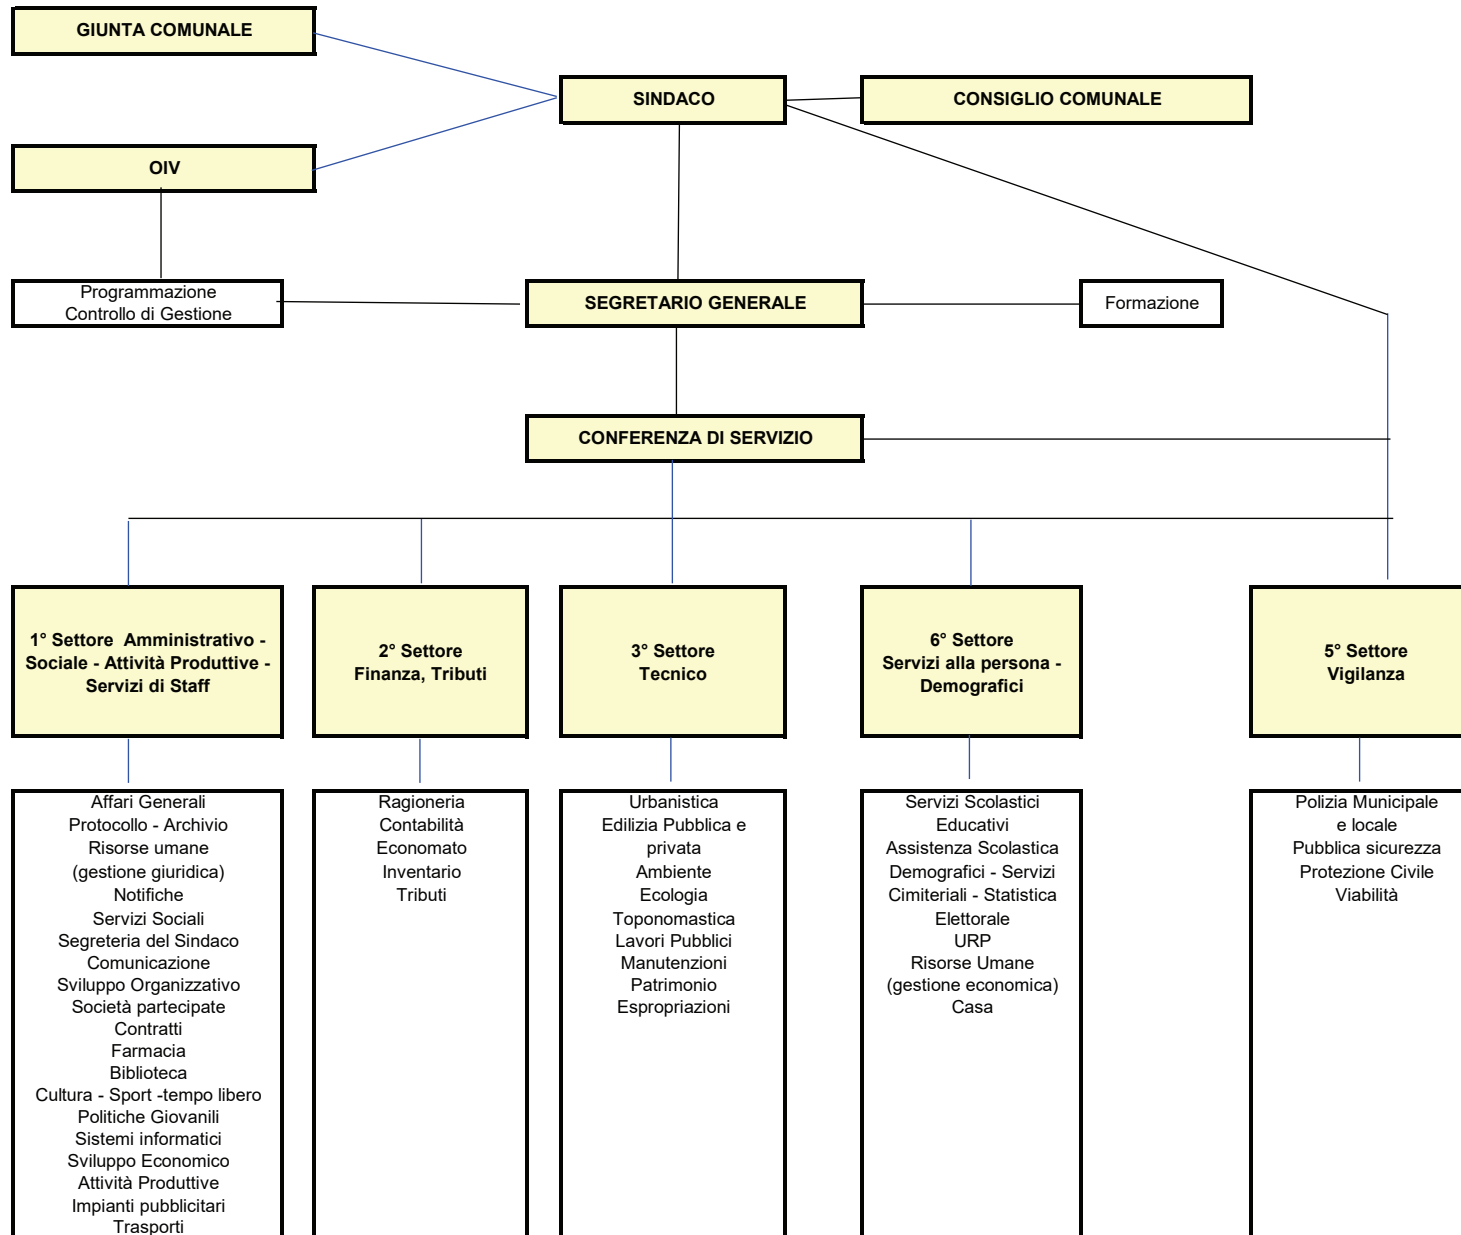 GIUNTA COMUNALE
SINDACO
CONSIGLIO COMUNALE
OIV
Programmazione
Controllo di Gestione
SEGRETARIO GENERALE
Formazione
CONFERENZA DI SERVIZIO
1° Settore Amministrativo -
Sociale - Attività Produttive -
Servizi di Staff
2° Settore
Finanza, Tributi
3° Settore
Tecnico
6° Settore
Servizi alla persona -
Demografici
5° Settore
Vigilanza
Affari Generali
Protocollo - Archivio
Risorse umane
(gestione giuridica)
Notifiche
Servizi Sociali
Segreteria del Sindaco
Comunicazione
Sviluppo Organizzativo
Società partecipate
Contratti
Farmacia
Biblioteca
Cultura - Sport -tempo libero
Politiche Giovanili
Sistemi informatici
Sviluppo Economico
Attività Produttive
Impianti pubblicitari
Trasporti
Ragioneria
Contabilità
Economato
Inventario
Tributi
Urbanistica
Edilizia Pubblica e
privata
Ambiente
Ecologia
Toponomastica
Lavori Pubblici
Manutenzioni
Patrimonio
Espropriazioni
Servizi Scolastici
Educativi
Assistenza Scolastica
Demografici - Servizi
Cimiteriali - Statistica
Elettorale
URP
Risorse Umane
(gestione economica)
Casa
Polizia Municipale
e locale
Pubblica sicurezza
Protezione Civile
Viabilità